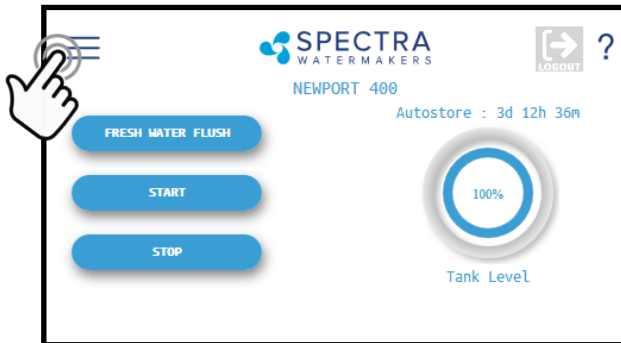 SPECTRA
WATERMAKERS
LOGOUT
?
NEWPORT 400
Autostore : 3d 12h 36m
FRESH WATER FLUSH
START
100%
STOP
Tank Level